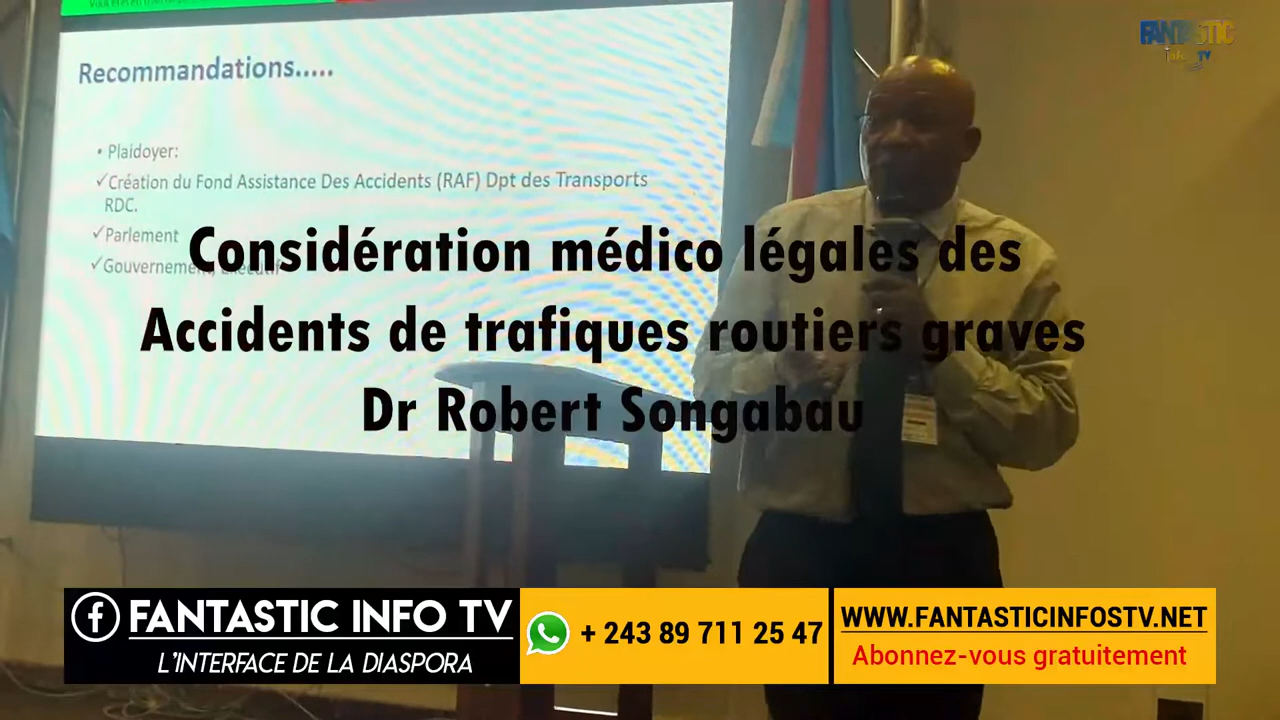 Recommandations.....
• Plaidoyer:
✓Création du Fond Assistance Des Accidents (RAF) Dpt des Transports
RDC.
✓Parlement
✓Gouvernement
Considération médico légales des
Accidents de trafiques routiers graves
Dr Robert Songabau
FANTASTIC
TV
FANTASTIC INFO TV
L'INTERFACE DE LA DIASPORA
+ 243 89 711 25 47
WWW.FANTASTICINFOSTV.NET
Abonnez-vous gratuitement